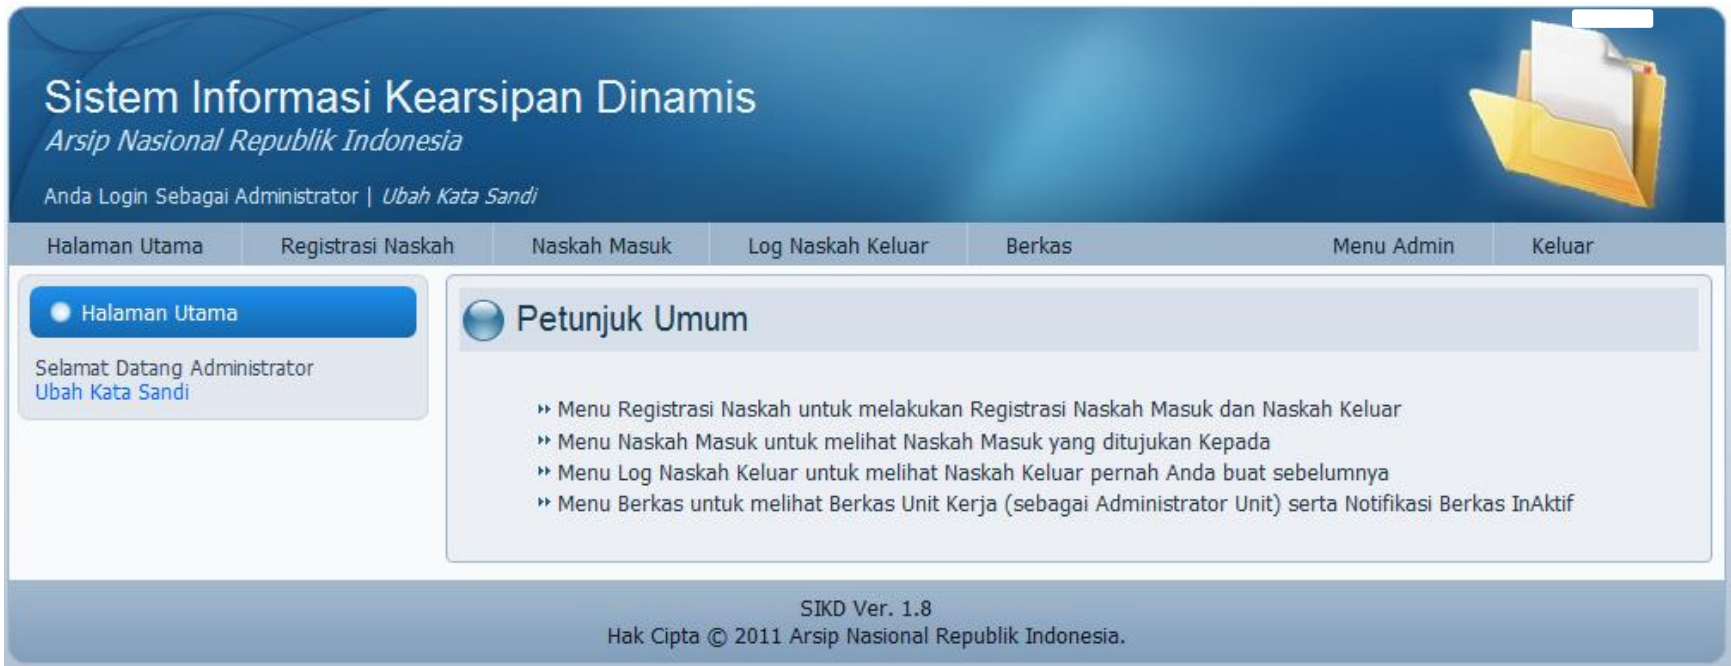 Sistem Informasi Kearsipan Dinamis
Arsip Nasional Republik Indonesia
Anda Login Sebagai Administrator | Ubah Kata Sandi
Halaman Utama Registrasi Naskah Naskah Masuk Log Naskah Keluar Berkas Menu Admin Keluar
Halaman Utama
Selamat Datang Administrator
Ubah Kata Sandi
Petunjuk Umum
Menu Registrasi Naskah untuk melakukan Registrasi Naskah Masuk dan Naskah Keluar
Menu Naskah Masuk untuk melihat Naskah Masuk yang ditujukan Kepada
Menu Log Naskah Keluar untuk melihat Naskah Keluar pernah Anda buat sebelumnya
Menu Berkas untuk melihat Berkas Unit Kerja (sebagai Administrator Unit) serta Notifikasi Berkas InAktif
SIKD Ver. 1.8
Hak Cipta © 2011 Arsip Nasional Republik Indonesia.